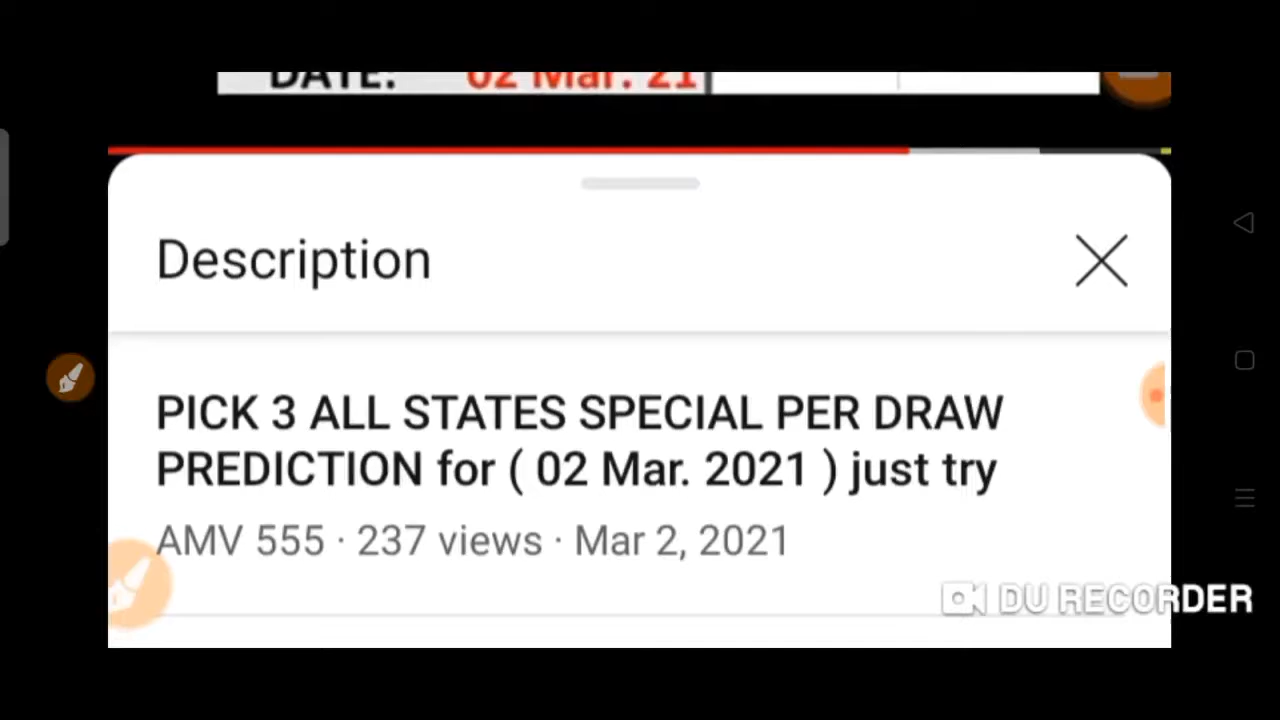 DATE: 02 Mar. 21
Description
PICK 3 ALL STATES SPECIAL PER DRAW
PREDICTION for ( 02 Mar. 2021 ) just try
AMV 555 · 237 views · Mar 2, 2021
DU RECORDER